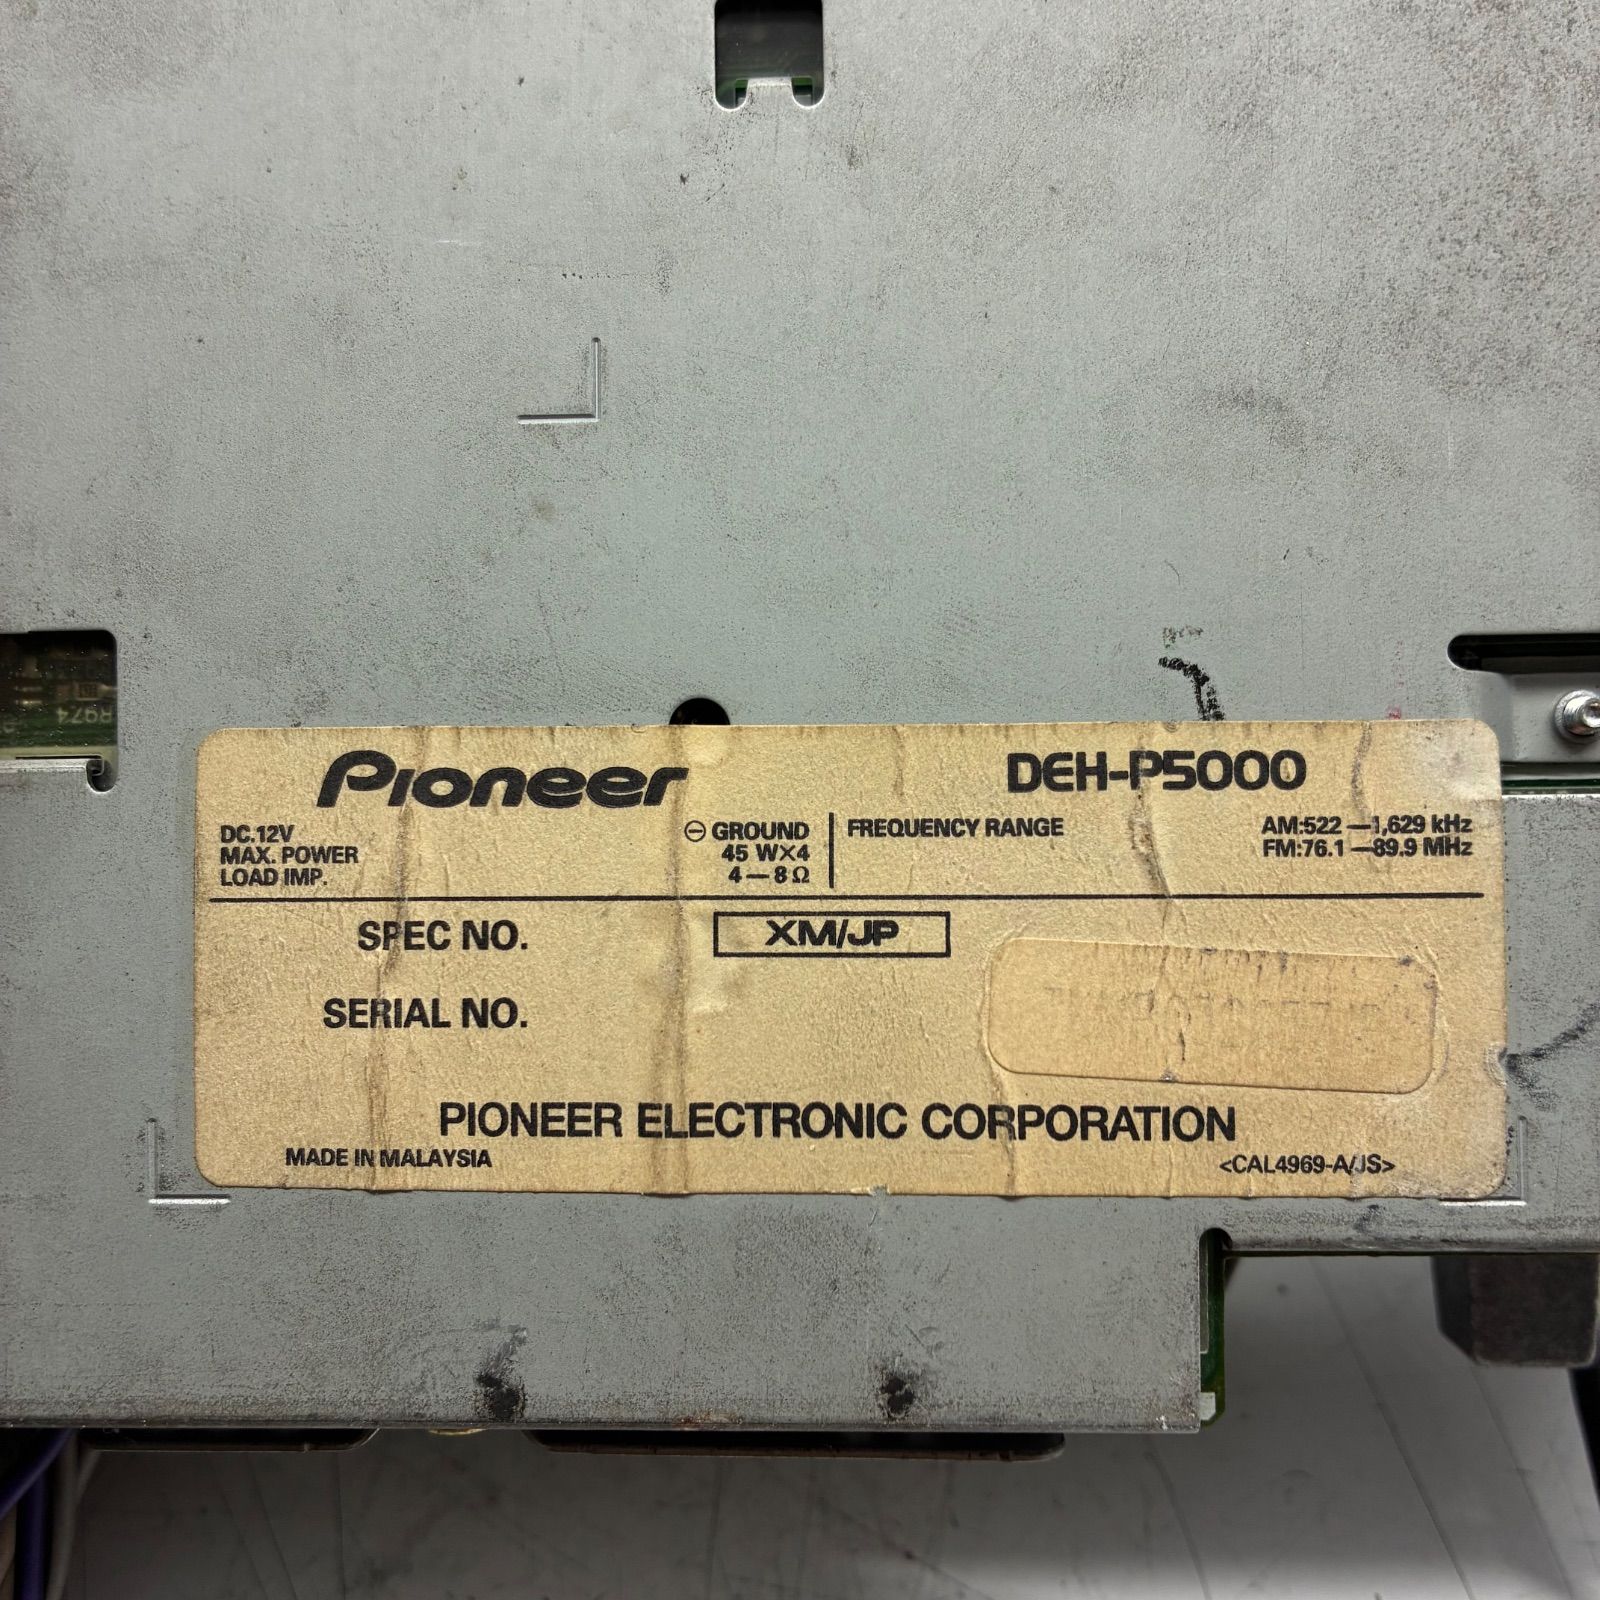 R974
Pioneer DEH-P5000
DC.12V ⊖ GROUND
MAX. POWER 45 W×4
LOAD IMP. 4—8Ω
FREQUENCY RANGE AM:522—1,629 kHz
FM:76.1—89.9 MHz
SPEC NO. XM/JP
SERIAL NO.
PIONEER ELECTRONIC CORPORATION
MADE IN MALAYSIA <CAL4969-A/JS>